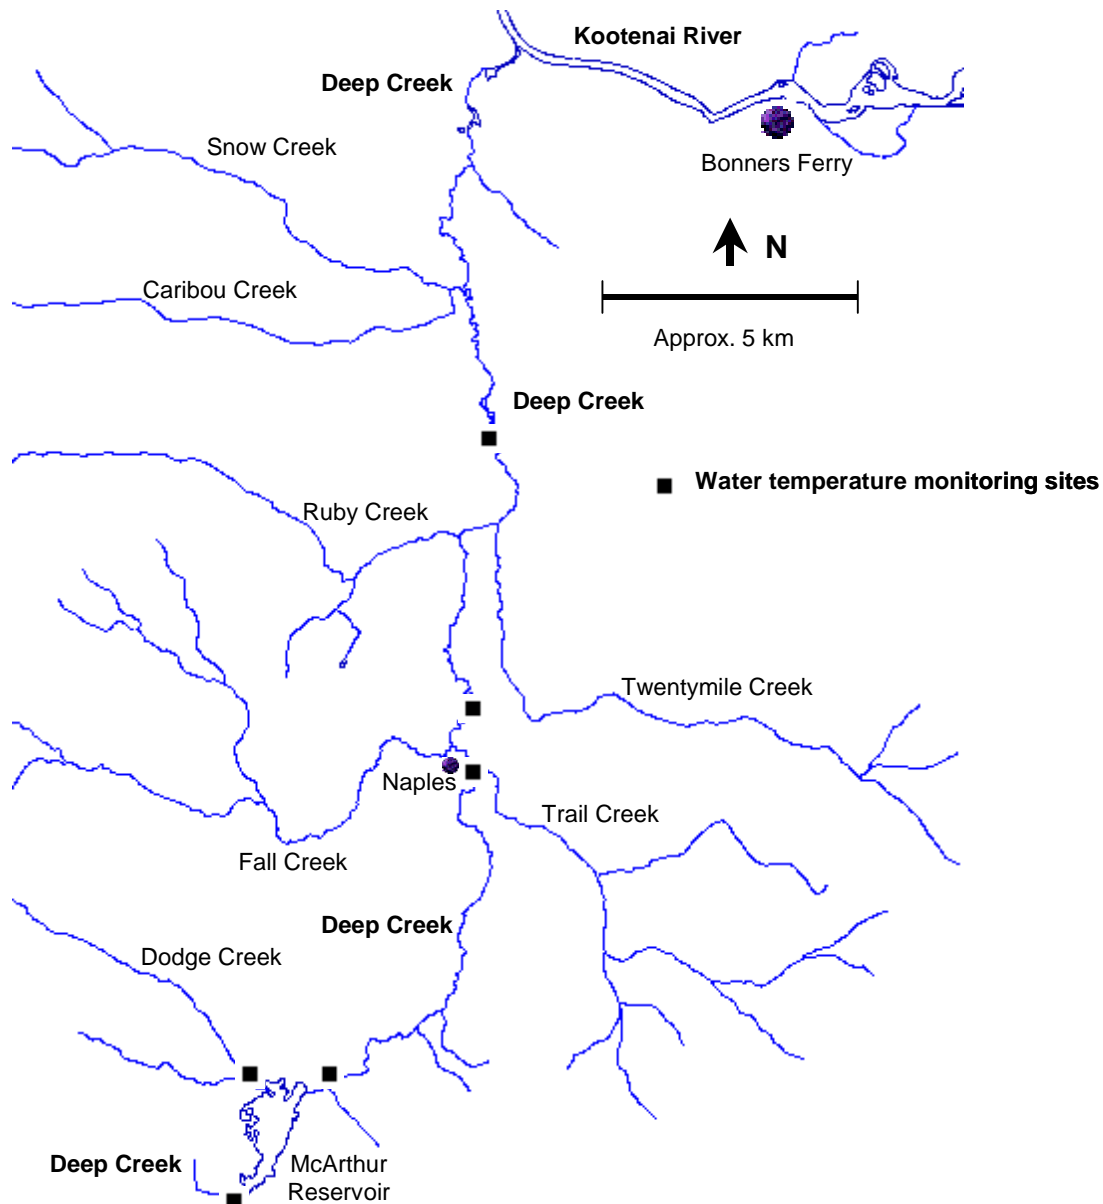 Kootenai River
Deep Creek
Snow Creek
Bonners Ferry
N
Caribou Creek
Approx. 5 km
Deep Creek
Water temperature monitoring sites
Ruby Creek
Twentymile Creek
Naples
Trail Creek
Fall Creek
Deep Creek
Dodge Creek
Deep Creek
McArthur
Reservoir